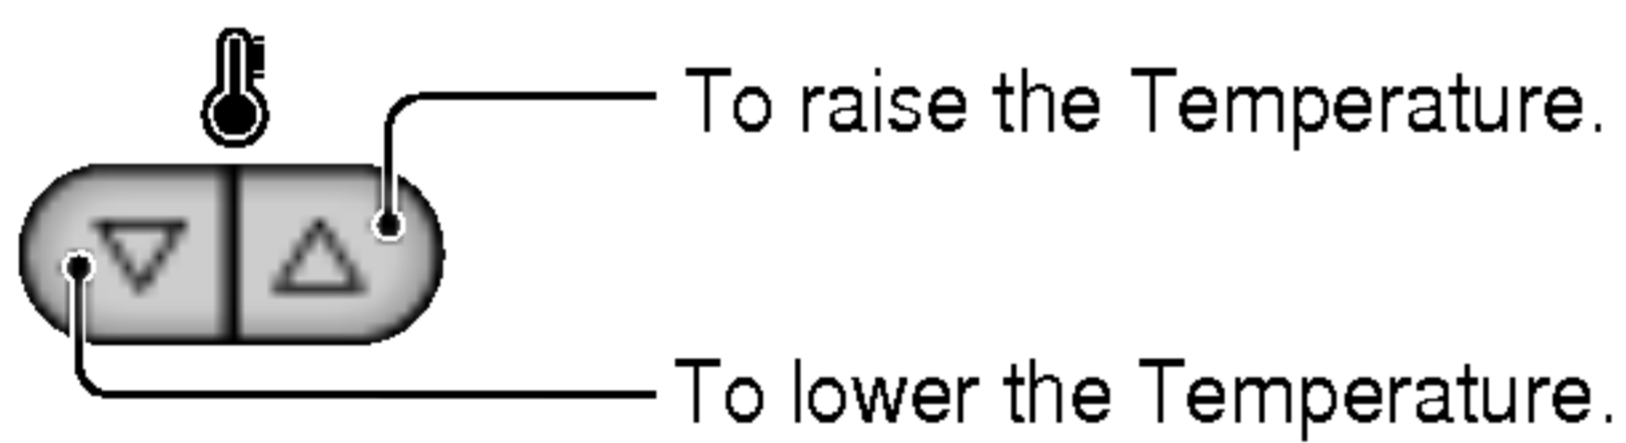 To raise the Temperature.
To lower the Temperature.